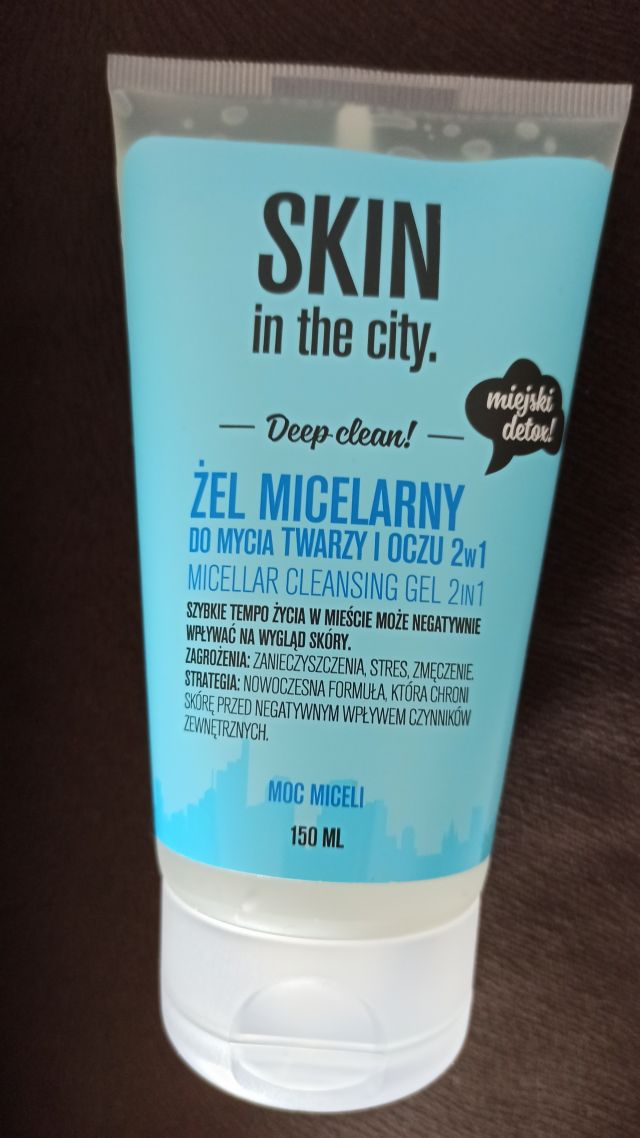 SKIN
in the city.
Deep clean!
miejski
detox!
ŻEL MICELARNY
DO MYCIA TWARZY I OCZU 2w1
MICELLAR CLEANSING GEL 2IN1
SZYBKIE TEMPO ŻYCIA W MIEŚCIE MOŻE NEGATYWNIE
WPŁYWAĆ NA WYGLĄD SKÓRY.
ZAGROŻENIA: ZANIECZYSZCZENIA, STRES, ZMĘCZENIE.
STRATEGIA: NOWOCZESNA FORMUŁA, KTÓRA CHRONI
SKÓRĘ PRZED NEGATYWNYM WPŁYWEM CZYNNIKÓW
ZEWNĘTRZNYCH.
MOC MICELI
150 ML